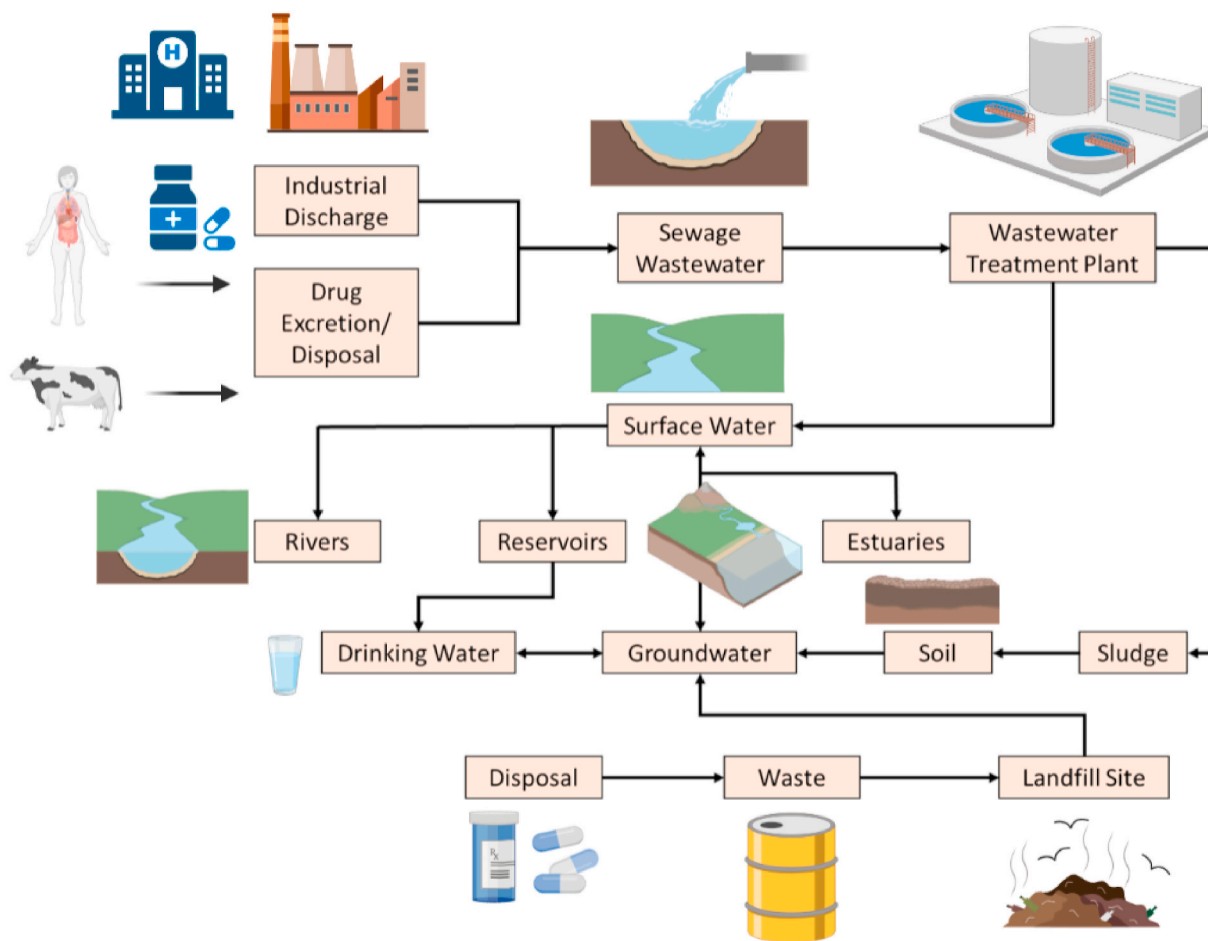 H
Industrial
Discharge
Drug
Excretion/
Disposal
Sewage
Wastewater
Wastewater
Treatment Plant
Surface Water
Rivers
Reservoirs
Estuaries
Drinking Water
Groundwater
Soil
Sludge
Disposal
Waste
Landfill Site
Rx